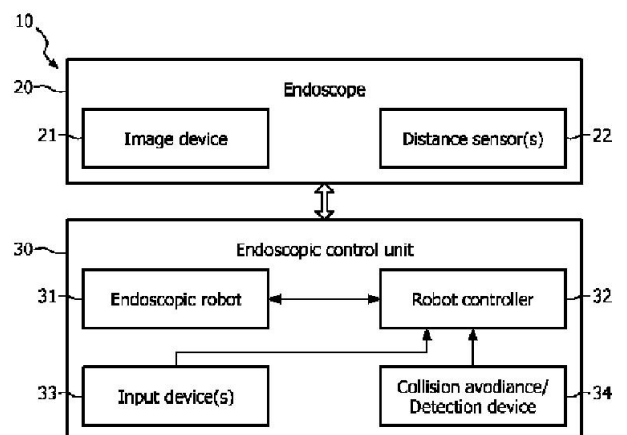 10
20
Endoscope
21
Image device
Distance sensor(s)
22
30
Endoscopic control unit
31
Endoscopic robot
Robot controller
32
33
Input device(s)
Collision avodiance/
Detection device
34